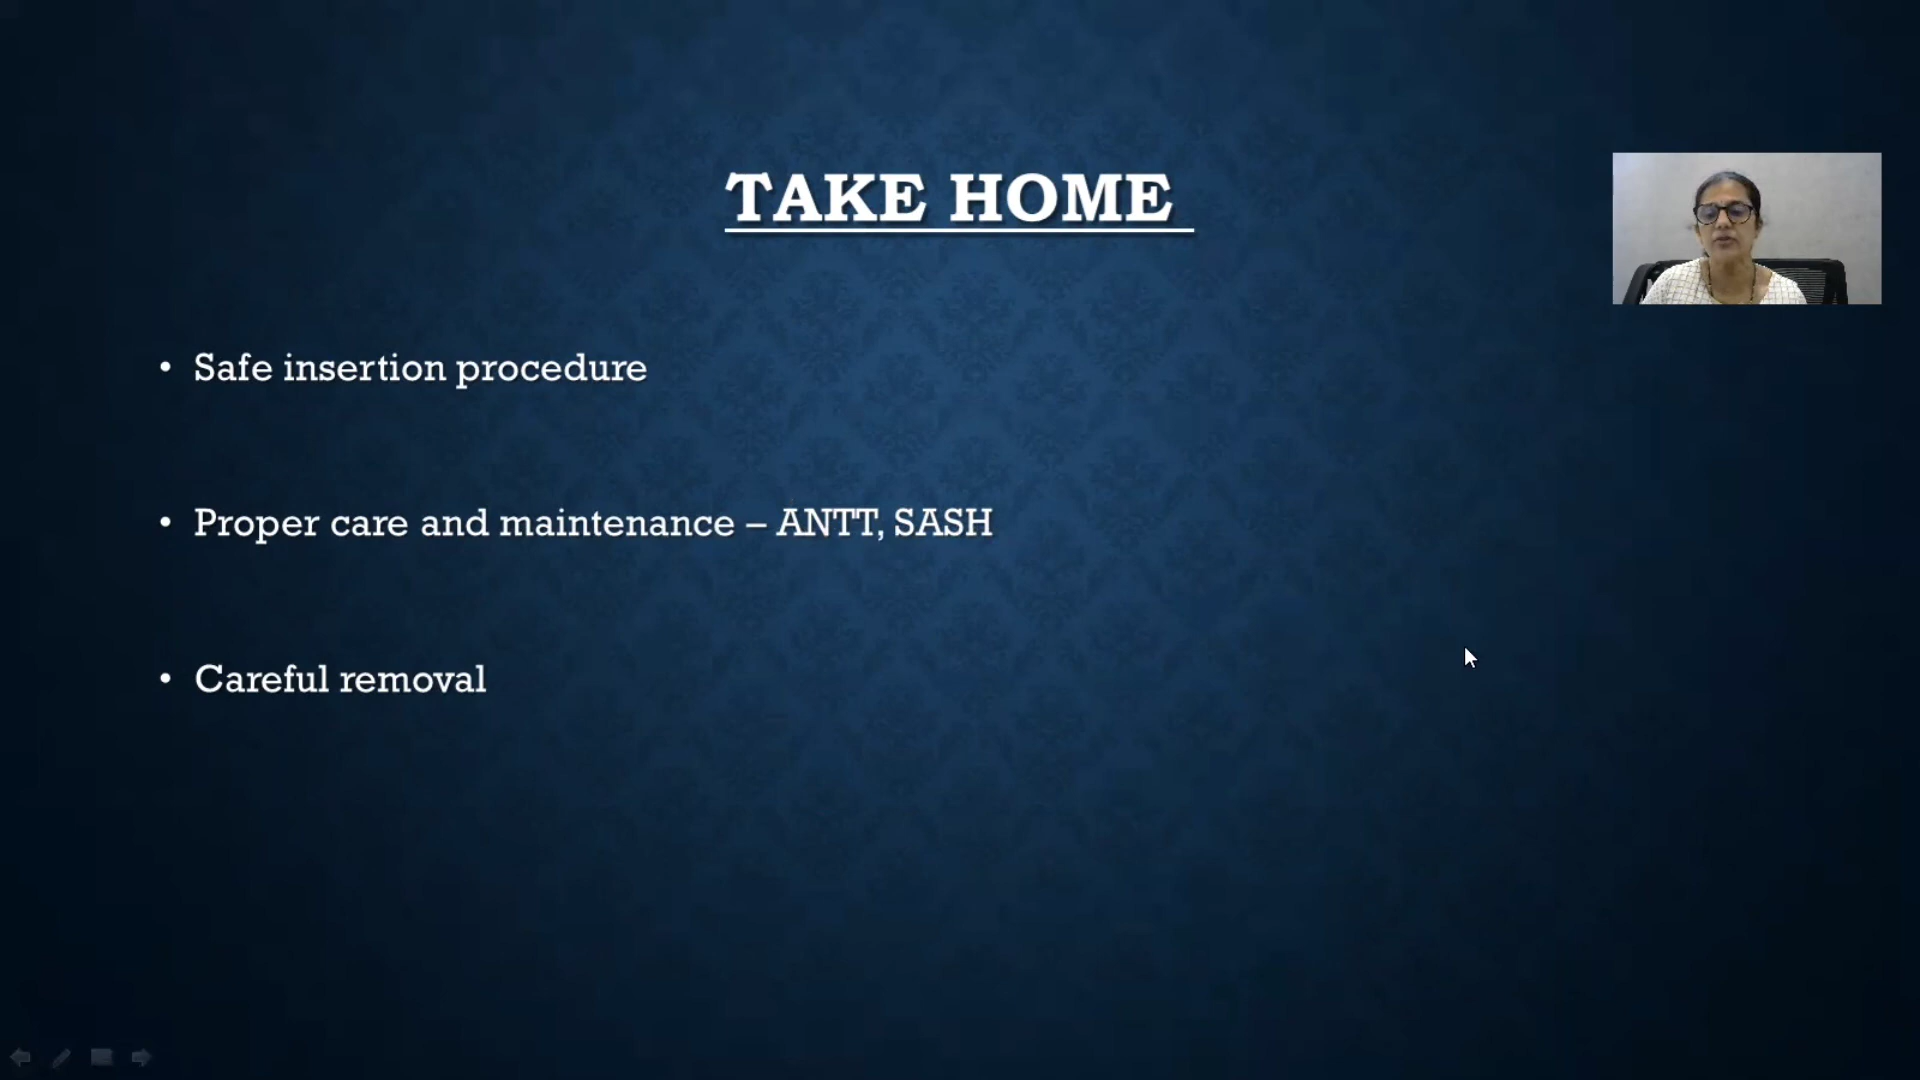 TAKE HOME
• Safe insertion procedure
• Proper care and maintenance – ANTT, SASH
• Careful removal